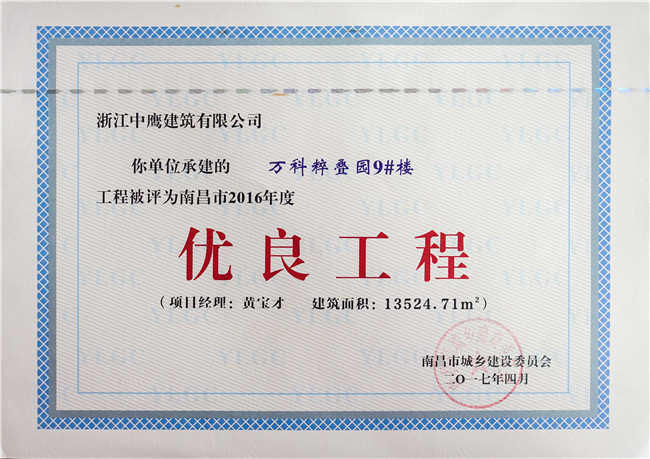 浙江中鹰建筑有限公司
你单位承建的 万科粹叠园9#楼
工程被评为南昌市2016年度
优良工程
(项目经理：黄宝才 建筑面积：13524.71m²)
南昌市城乡建设委员会
二〇一七年四月